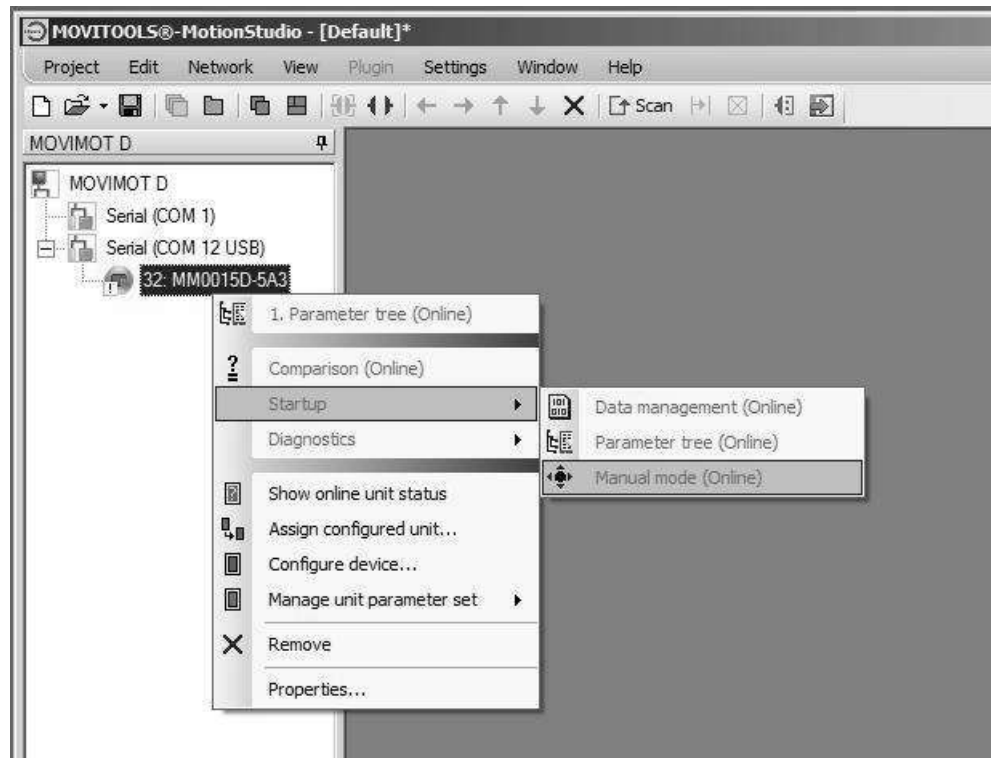 MOVITOOLS®-MotionStudio - [Default]*
Project Edit Network View Plugin Settings Window Help
Scan
MOVIMOT D
MOVIMOT D
Serial (COM 1)
Serial (COM 12 USB)
32: MM0015D-5A3
1. Parameter tree (Online)
Comparison (Online)
Startup
Diagnostics
Show online unit status
Assign configured unit...
Configure device...
Manage unit parameter set
Remove
Properties...
Data management (Online)
Parameter tree (Online)
Manual mode (Online)